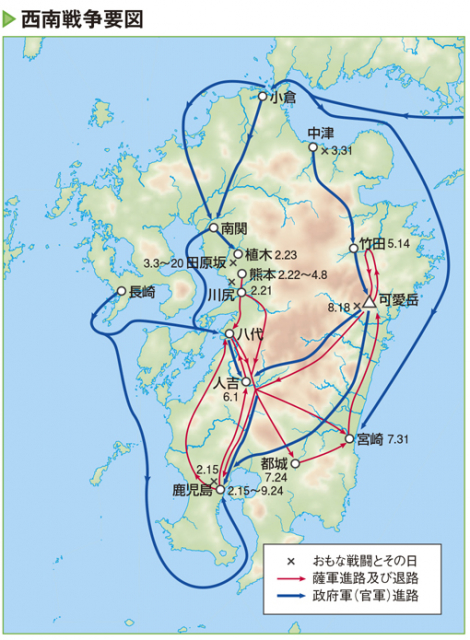 西南戦争要図
小倉
中津
×3.31
南関
竹田5.14
植木2.23
3.3〜20田原坂
熊本2.22〜4.8
川尻
2.21
長崎
可愛岳
8.18×
八代
人吉
6.1
宮崎7.31
都城
7.24
2.15
鹿児島
2.15〜9.24
× おもな戦闘とその日
薩軍進路及び退路
政府軍(官軍)進路